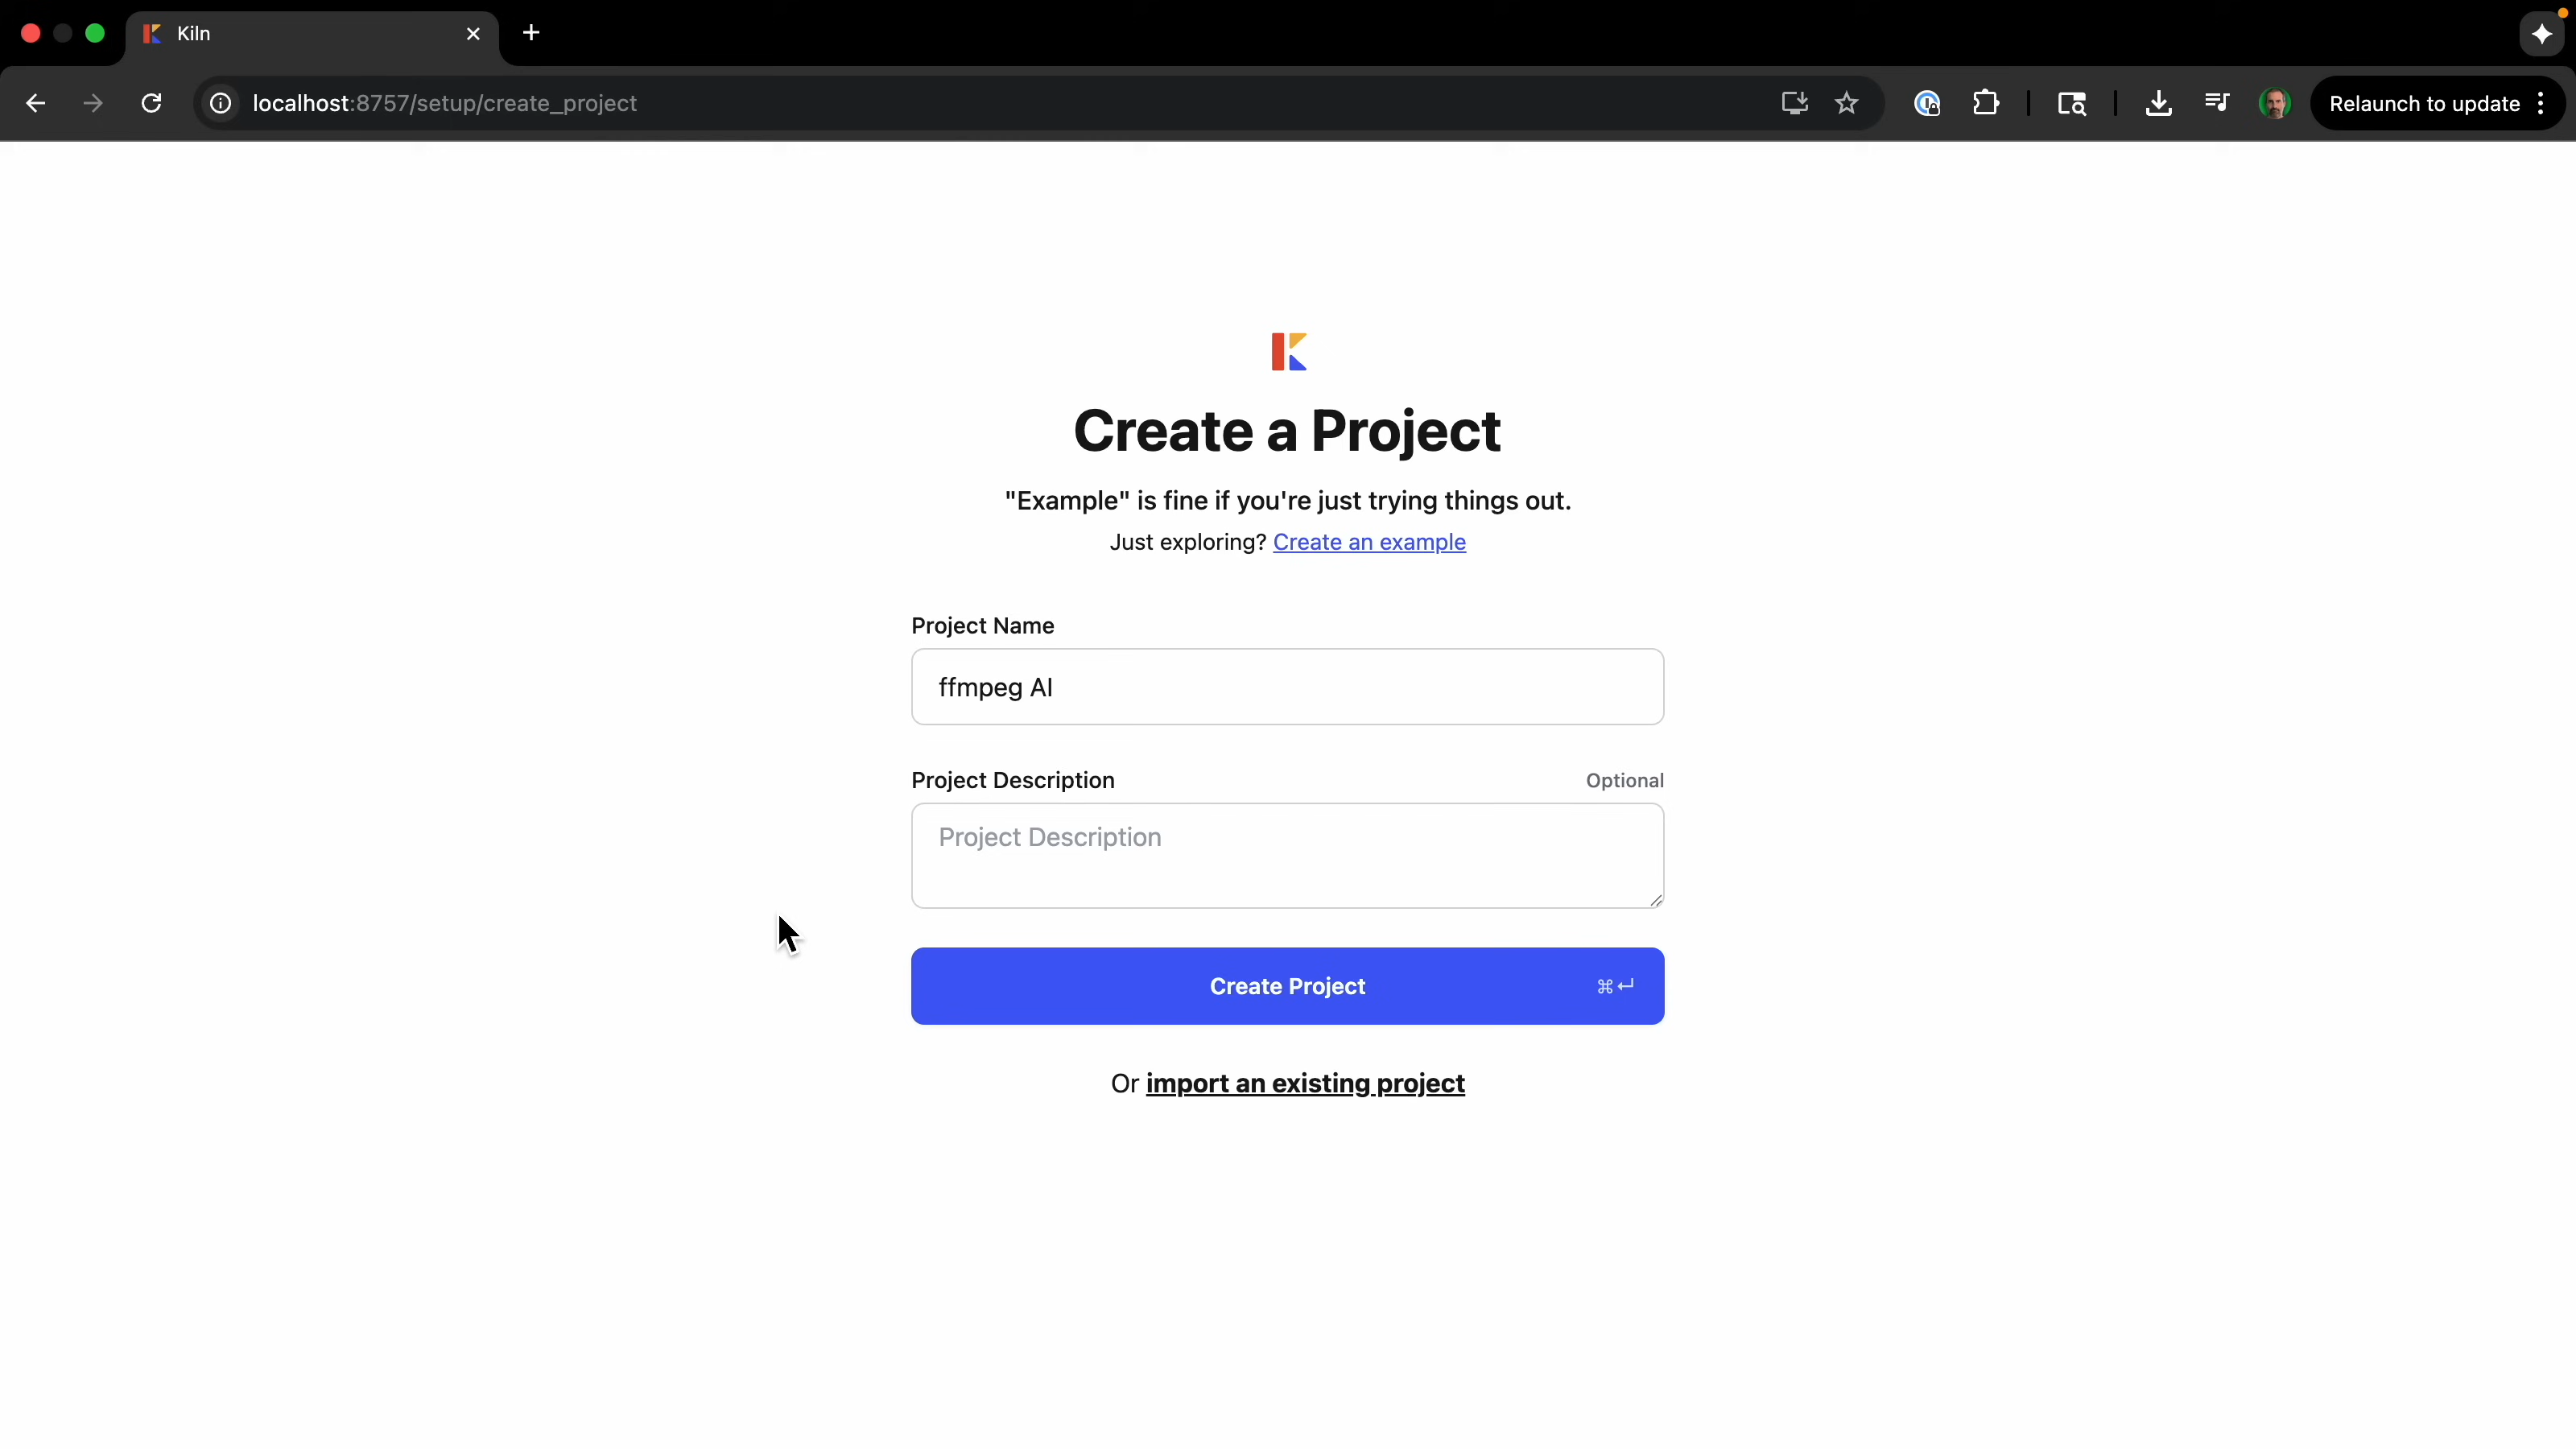 Kiln
localhost:8757/setup/create_project
Relaunch to update
Create a Project
"Example" is fine if you're just trying things out.
Just exploring? Create an example
Project Name
ffmpeg AI
Project Description Optional
Project Description
Create Project ⌘↵
Or import an existing project